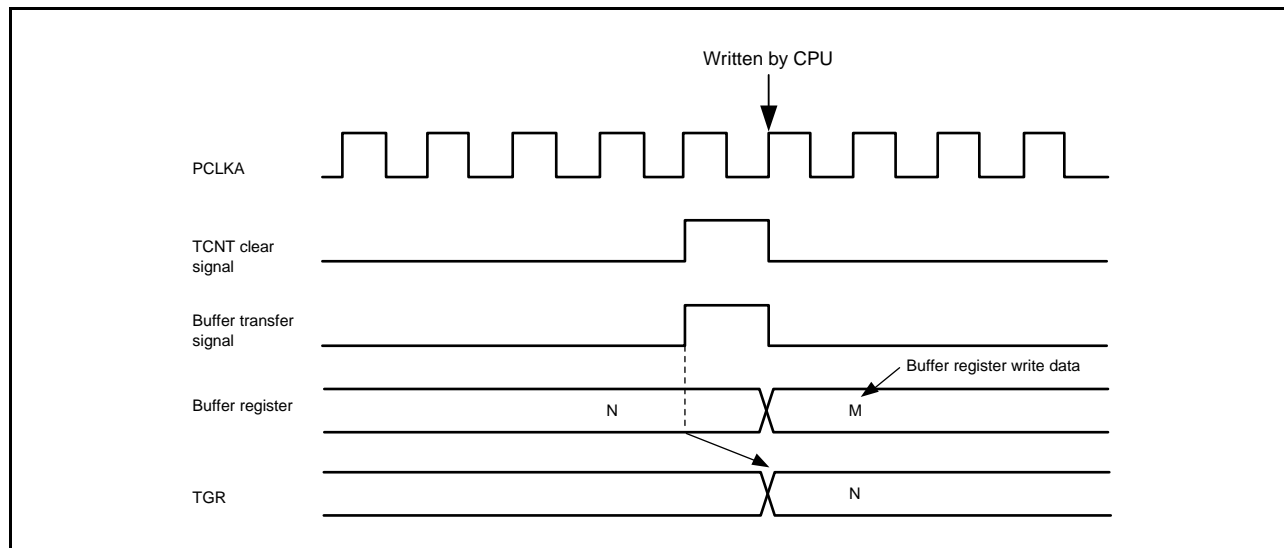 Written by CPU
PCLKA
TCNT clear
signal
Buffer transfer
signal
Buffer register write data
Buffer register
N
M
TGR
N